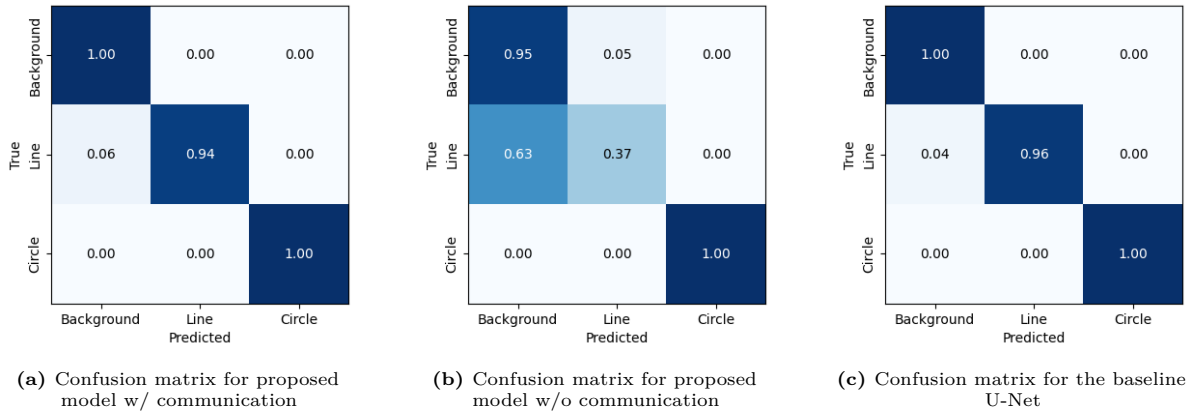 Background
1.00 0.00 0.00
True
Line
0.06 0.94 0.00
Circle
0.00 0.00 1.00
Background Line Circle
Predicted
(a) Confusion matrix for proposed
model w/ communication
Background
0.95 0.05 0.00
True
Line
0.63 0.37 0.00
Circle
0.00 0.00 1.00
Background Line Circle
Predicted
(b) Confusion matrix for proposed
model w/o communication
Background
1.00 0.00 0.00
True
Line
0.04 0.96 0.00
Circle
0.00 0.00 1.00
Background Line Circle
Predicted
(c) Confusion matrix for the baseline
U-Net